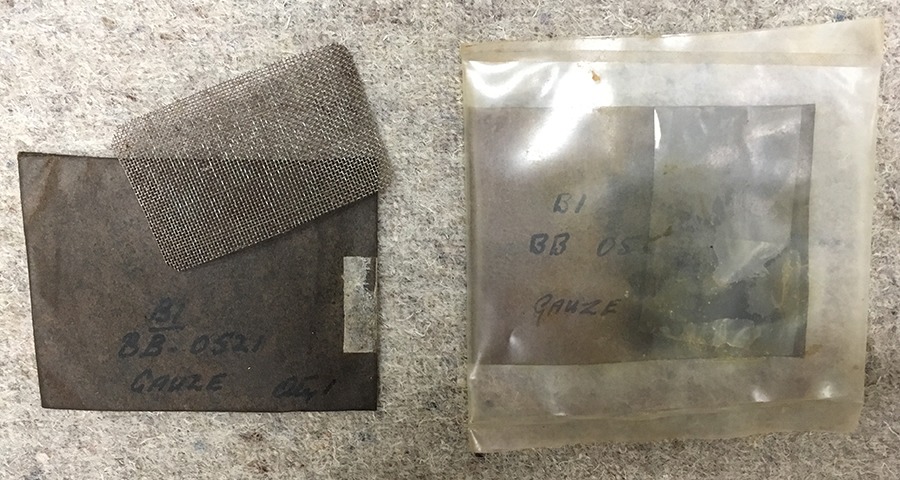 B1
BB-0521
GAUZE Qty 1
B1
BB 05
GAUZE